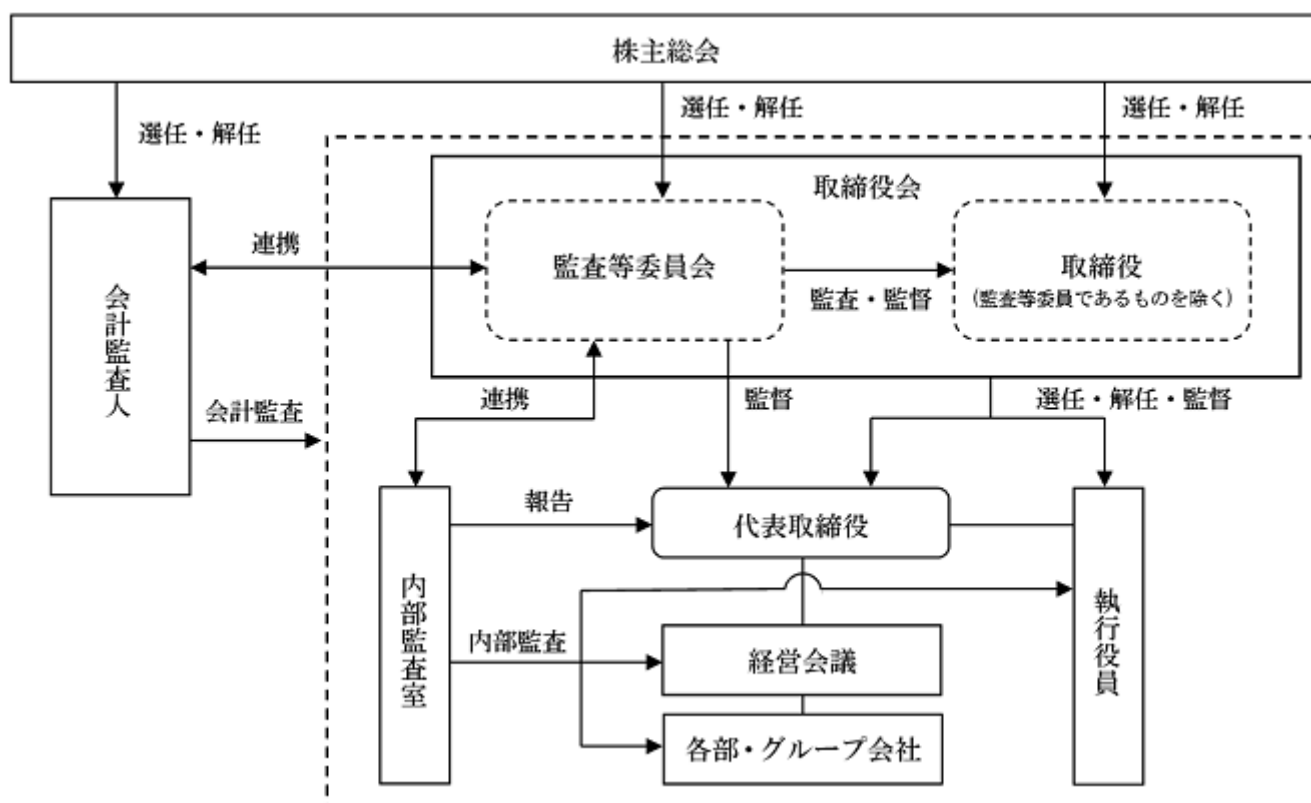 株主総会
選任・解任
選任・解任
選任・解任
取締役会
連携
監査等委員会
監査・監督
取締役
(監査等委員であるものを除く)
会計監査人
会計監査
連携
監督
選任・解任・監督
報告
代表取締役
内部監査室
内部監査
経営会議
執行役員
各部・グループ会社